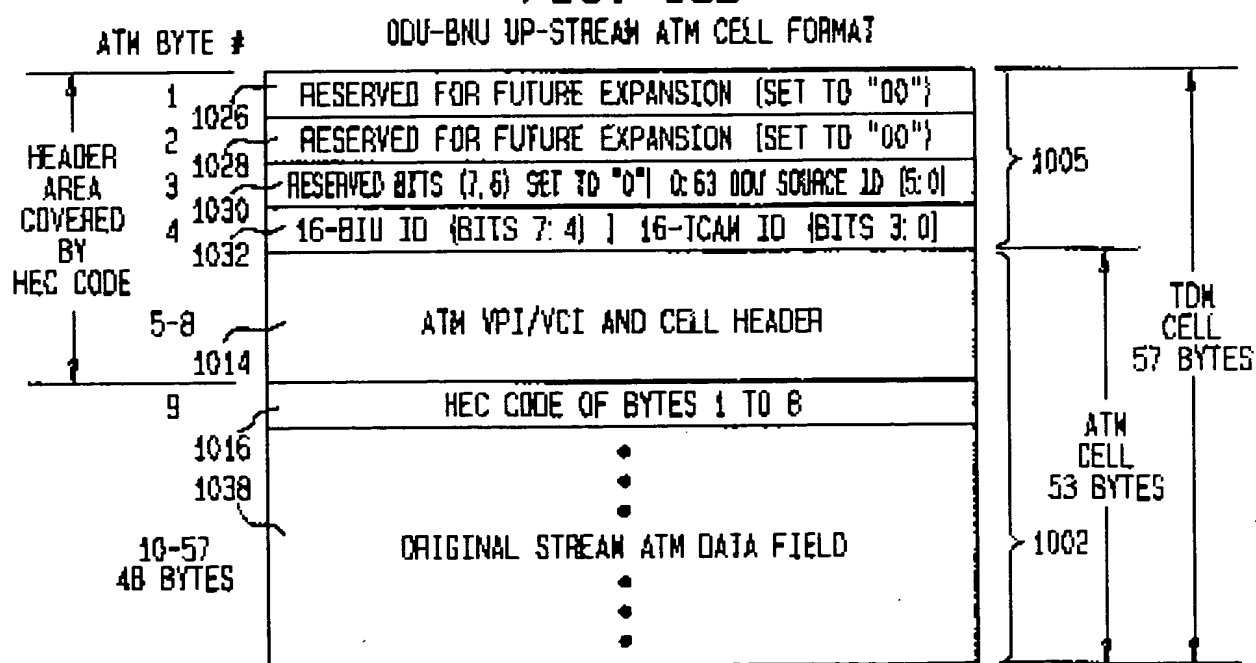 ODU-BNU UP-STREAM ATM CELL FORMAT
ATM BYTE #
1 RESERVED FOR FUTURE EXPANSION (SET TO "00")
1026
2 RESERVED FOR FUTURE EXPANSION (SET TO "00")
1028
3 RESERVED BITS (7,6) SET TO "0"| 0:63 ODU SOURCE ID (5:0)
1030
4 16-BIU ID (BITS 7:4) ] 16-TCAM ID (BITS 3:0)
1032
HEADER
AREA
COVERED
BY
HEC CODE
5-8 ATM VPI/VCI AND CELL HEADER
1014
9 HEC CODE OF BYTES 1 TO 8
1016
1038
10-57
48 BYTES
ORIGINAL STREAM ATM DATA FIELD
1005
1002
ATM
CELL
53 BYTES
TDM
CELL
57 BYTES